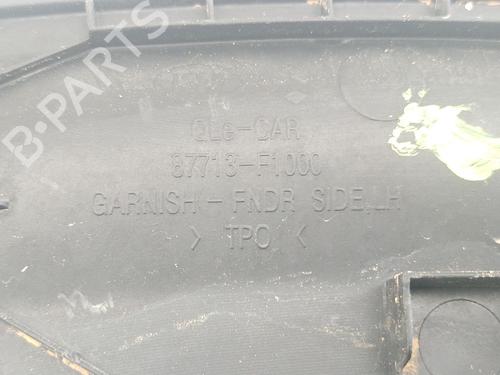 QLe-CAR
87713-F1000
GARNISH-FNDR SIDE,LH
> TPO <
B-PARTS